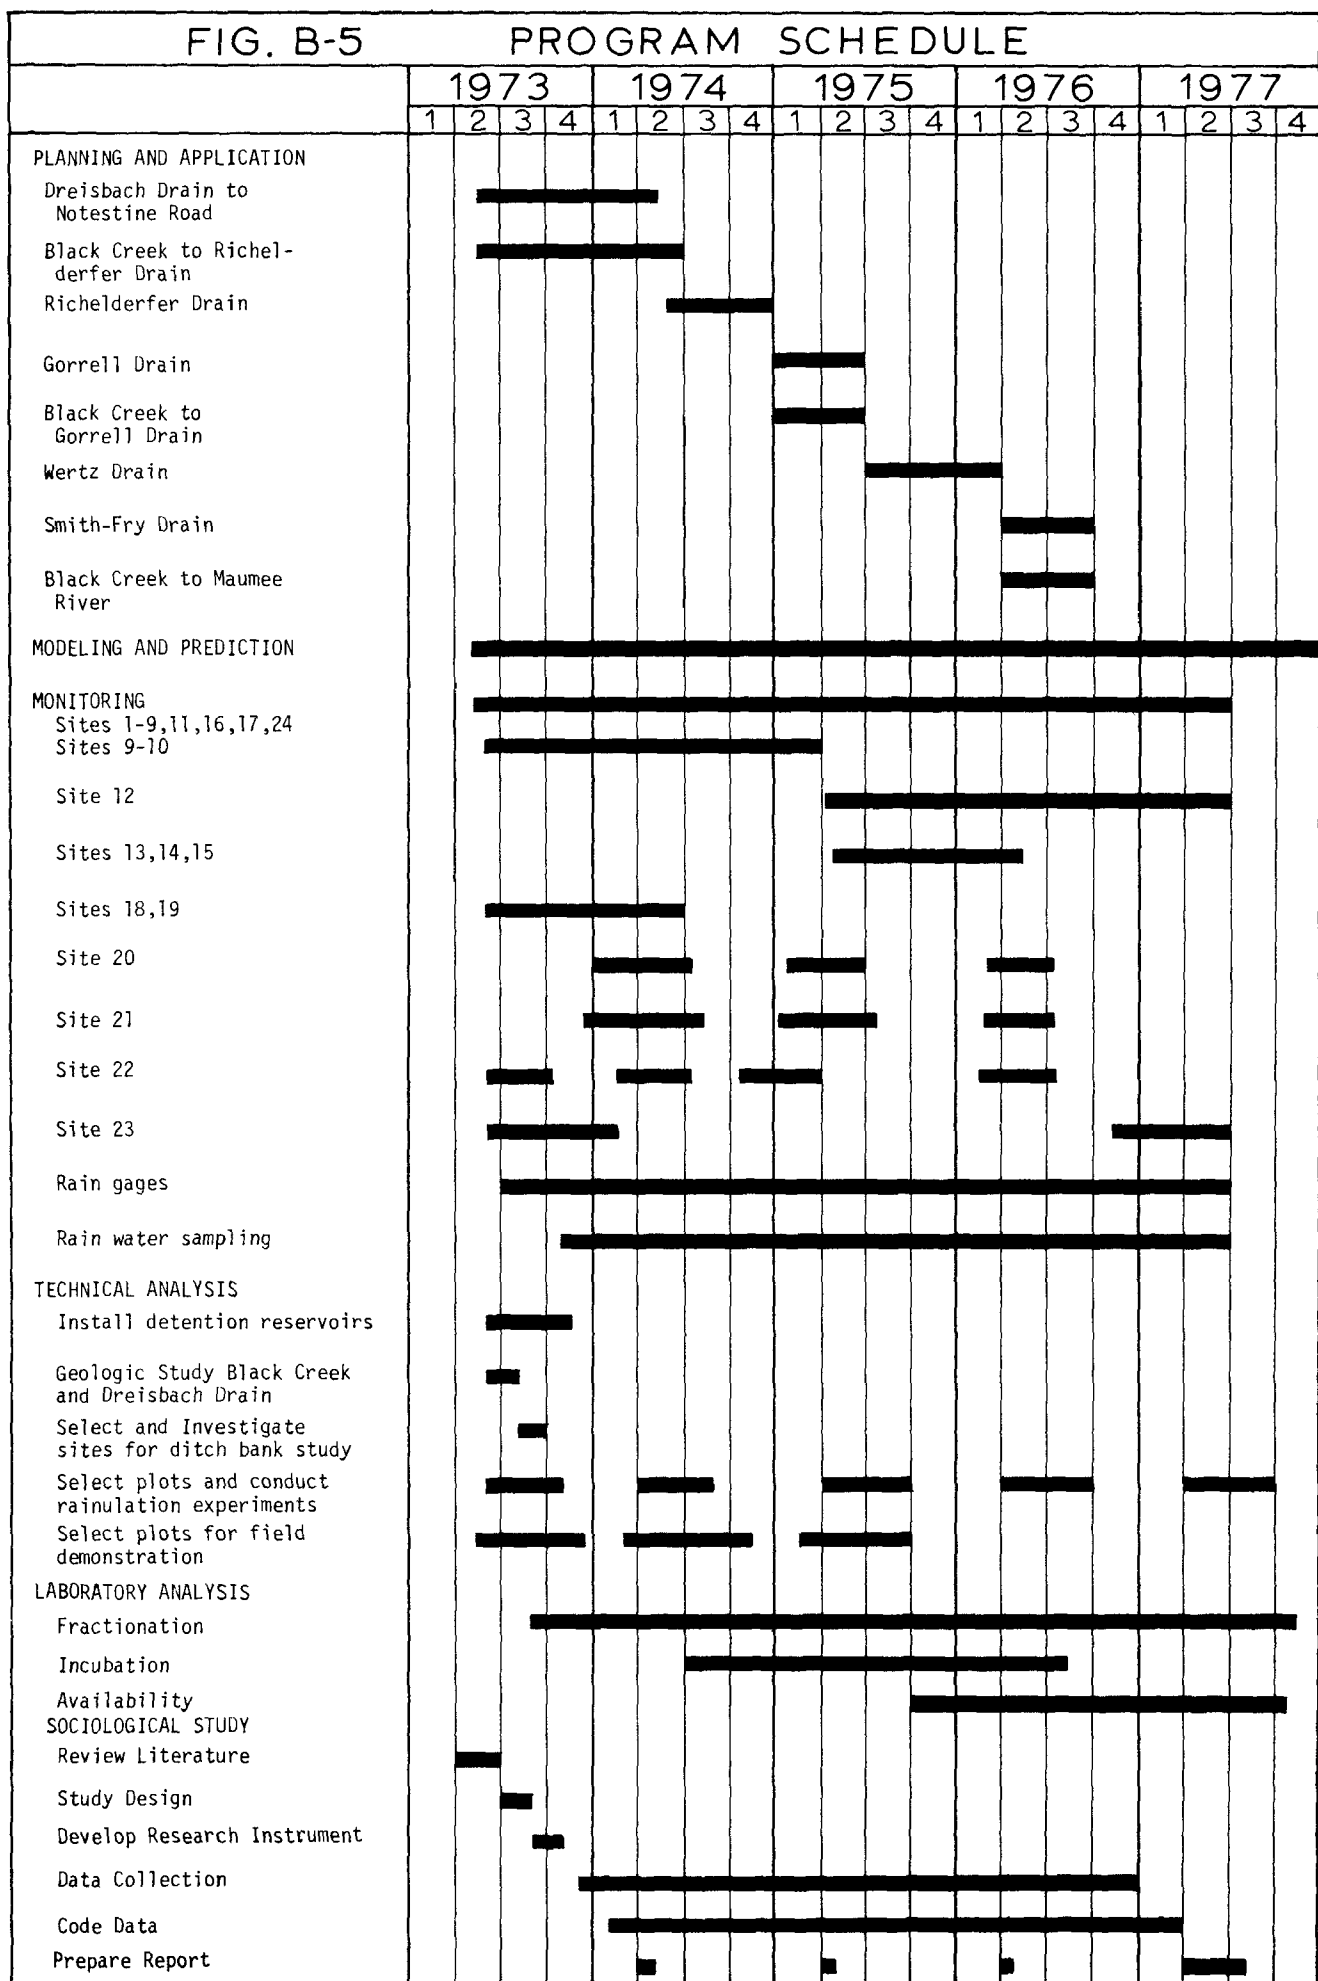 FIG. B-5 PROGRAM SCHEDULE
1973 1974 1975 1976 1977
1 2 3 4 1 2 3 4 1 2 3 4 1 2 3 4 1 2 3 4
PLANNING AND APPLICATION
Dreisbach Drain to
Notestine Road
Black Creek to Richel-
derfer Drain
Richelderfer Drain
Gorrell Drain
Black Creek to
Gorrell Drain
Wertz Drain
Smith-Fry Drain
Black Creek to Maumee
River
MODELING AND PREDICTION
MONITORING
Sites 1-9,11,16,17,24
Sites 9-10
Site 12
Sites 13,14,15
Sites 18,19
Site 20
Site 21
Site 22
Site 23
Rain gages
Rain water sampling
TECHNICAL ANALYSIS
Install detention reservoirs
Geologic Study Black Creek
and Dreisbach Drain
Select and Investigate
sites for ditch bank study
Select plots and conduct
rainulation experiments
Select plots for field
demonstration
LABORATORY ANALYSIS
Fractionation
Incubation
Availability
SOCIOLOGICAL STUDY
Review Literature
Study Design
Develop Research Instrument
Data Collection
Code Data
Prepare Report